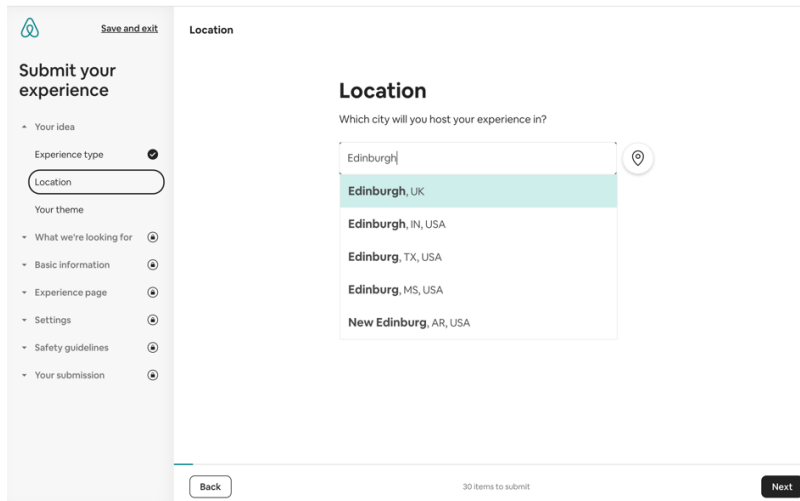 Save and exit
Location
Submit your
experience
Your idea
Experience type
Location
Your theme
What we're looking for
Basic information
Experience page
Settings
Safety guidelines
Your submission
Location
Which city will you host your experience in?
Edinburgh
Edinburgh, UK
Edinburgh, IN, USA
Edinburg, TX, USA
Edinburg, MS, USA
New Edinburg, AR, USA
Back
30 items to submit
Next